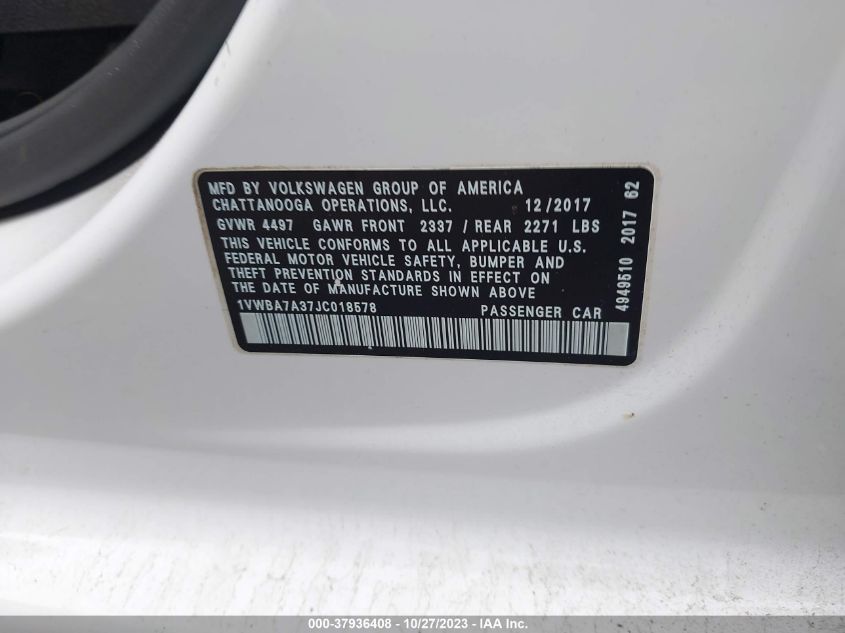 MFD BY VOLKSWAGEN GROUP OF AMERICA
CHATTANOOGA OPERATIONS, LLC. 12/2017
GVWR 4497 GAWR FRONT 2337 / REAR 2271 LBS
THIS VEHICLE CONFORMS TO ALL APPLICABLE U.S.
FEDERAL MOTOR VEHICLE SAFETY, BUMPER AND
THEFT PREVENTION STANDARDS IN EFFECT ON
THE DATE OF MANUFACTURE SHOWN ABOVE
1VWBA7A37JC018578 PASSENGER CAR
4949510 2017 62
000-37936408 - 10/27/2023 - IAA Inc.